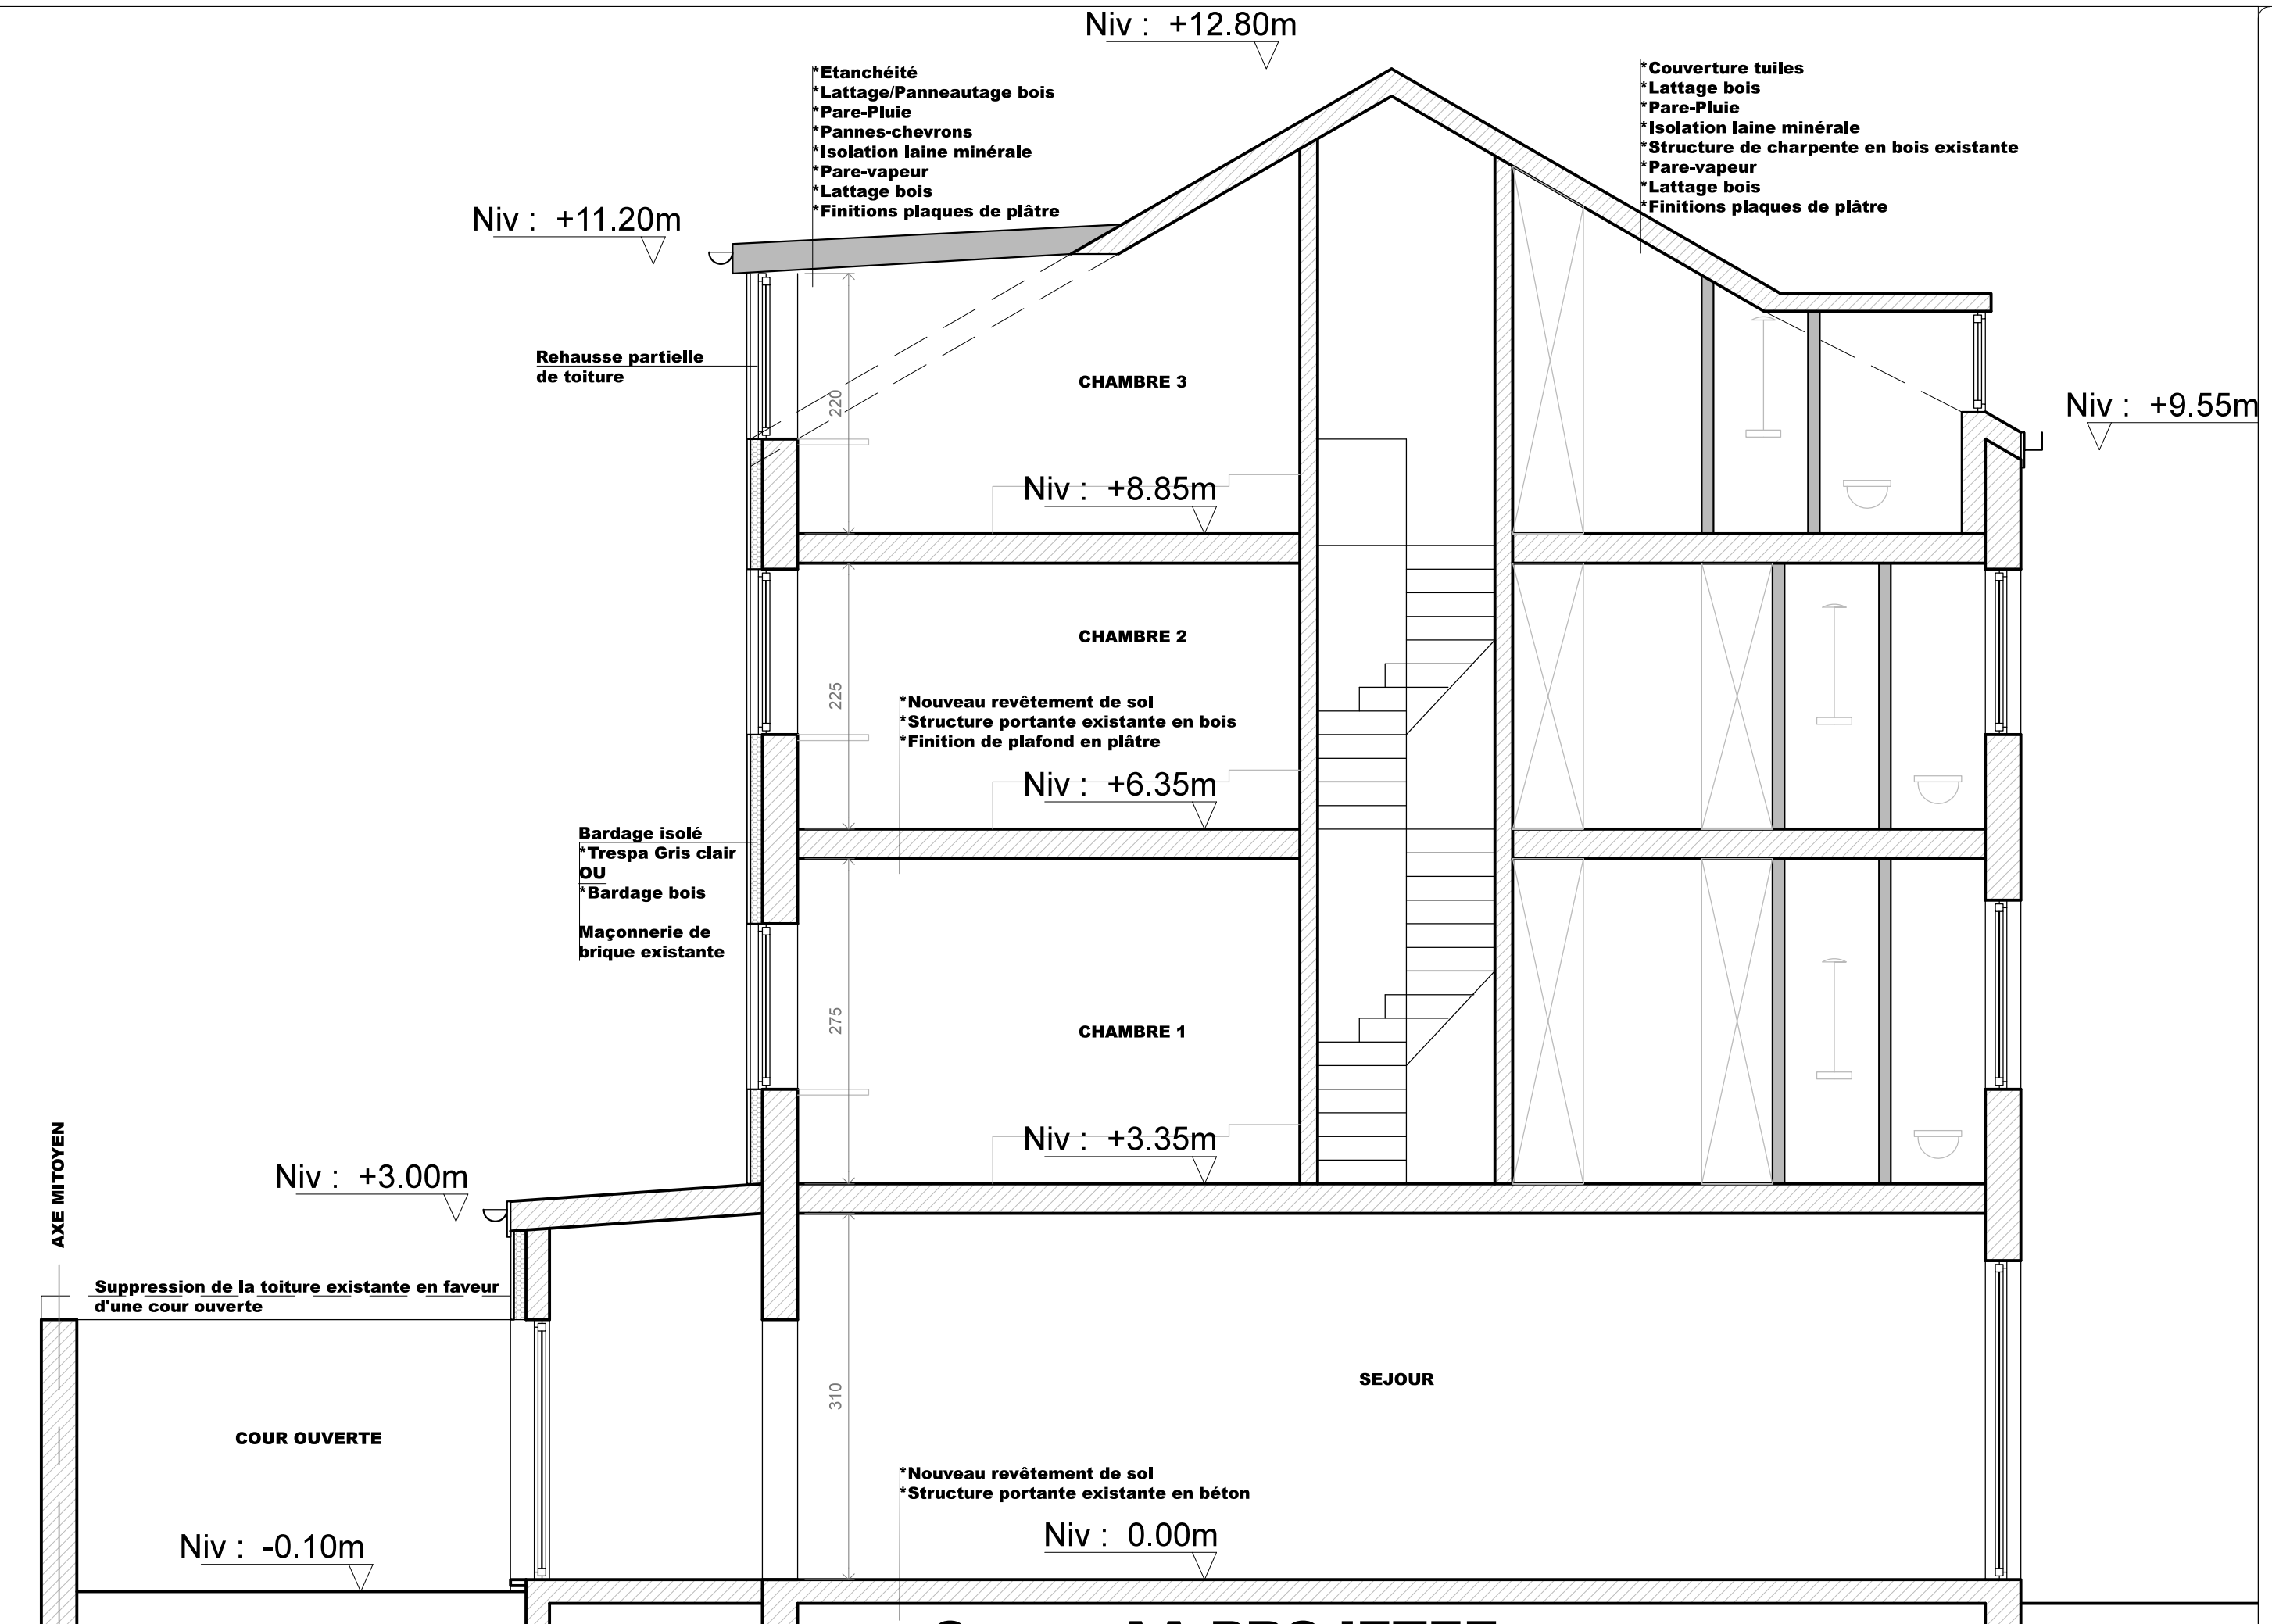 Niv :  +12.80m
*Etanchéité
*Lattage/Panneautage bois
*Pare-Pluie
*Pannes-chevrons
*Isolation laine minérale
*Pare-vapeur
*Lattage bois
*Finitions plaques de plâtre
*Couverture tuiles
*Lattage bois
*Pare-Pluie
*Isolation laine minérale
*Structure de charpente en bois existante
*Pare-vapeur
*Lattage bois
*Finitions plaques de plâtre
Niv :  +11.20m
Rehausse partielle
de toiture
220
CHAMBRE 3
Niv :  +9.55m
Niv :  +8.85m
CHAMBRE 2
225
*Nouveau revêtement de sol
*Structure portante existante en bois
*Finition de plafond en plâtre
Niv :  +6.35m
Bardage isolé
*Trespa Gris clair
OU
*Bardage bois
Maçonnerie de
brique existante
275
CHAMBRE 1
Niv :  +3.35m
AXE MITOYEN
Niv :  +3.00m
Suppression de la toiture existante en faveur
d'une cour ouverte
310
SEJOUR
COUR OUVERTE
*Nouveau revêtement de sol
*Structure portante existante en béton
Niv :  -0.10m
Niv :  0.00m